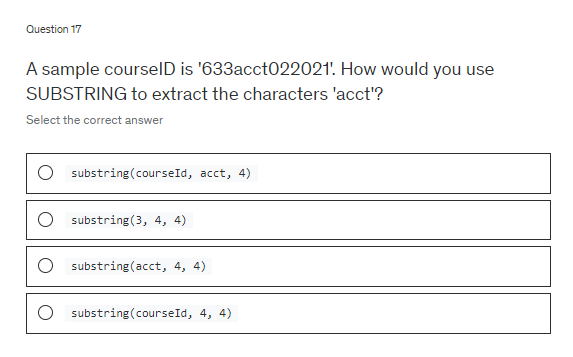 Question 17
A sample courseID is '633acct022021'. How would you use
SUBSTRING to extract the characters 'acct'?
Select the correct answer
substring(courseId, acct, 4)
substring(3, 4, 4)
substring(acct, 4, 4)
substring(courseId, 4, 4)